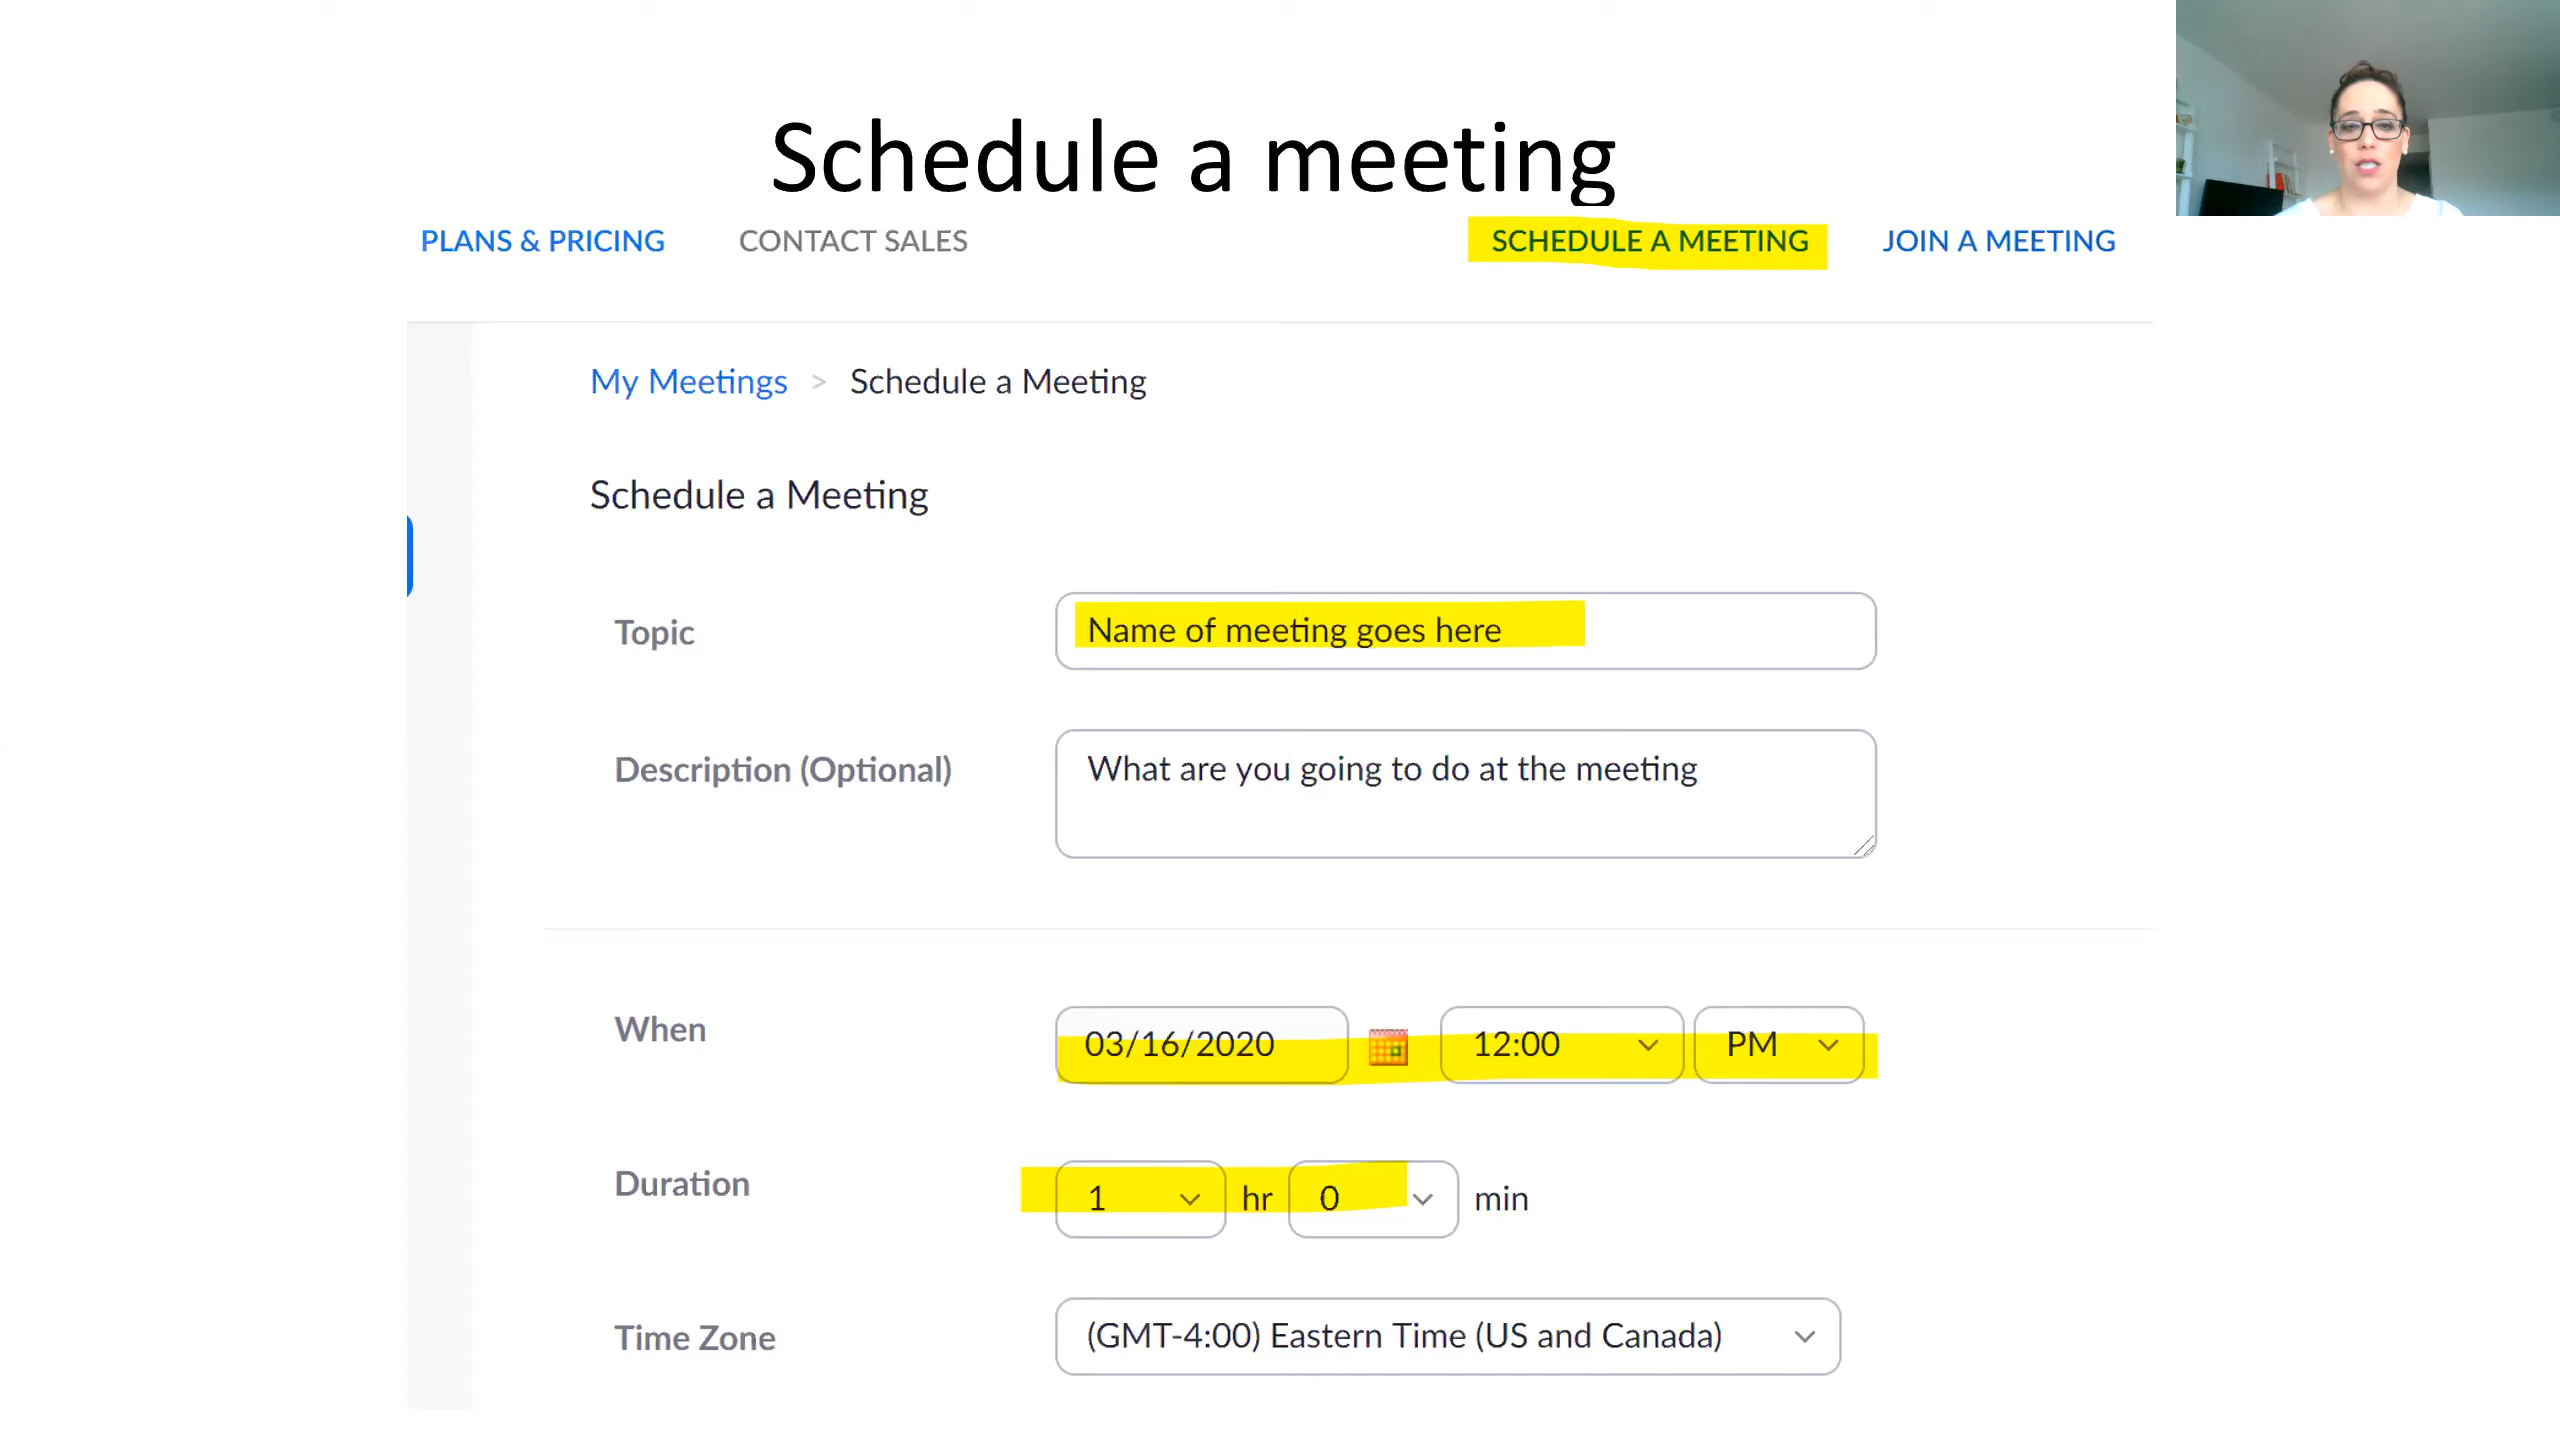 Schedule a meeting
PLANS & PRICING CONTACT SALES SCHEDULE A MEETING JOIN A MEETING
My Meetings > Schedule a Meeting
Schedule a Meeting
Topic Name of meeting goes here
Description (Optional) What are you going to do at the meeting
When 03/16/2020 12:00 PM
Duration 1 hr 0 min
Time Zone (GMT-4:00) Eastern Time (US and Canada)